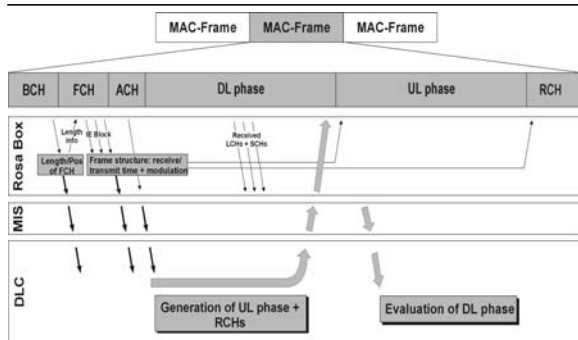 MAC-Frame MAC-Frame MAC-Frame
BCH FCH ACH DL phase UL phase RCH
Rosa Box
Length
info
IE Block
Received
LCHs + SCHs
Length/Pos
of FCH
Frame structure: receive/
transmit time + modulation
MIS
DLC
Generation of UL phase +
RCHs
Evaluation of DL phase